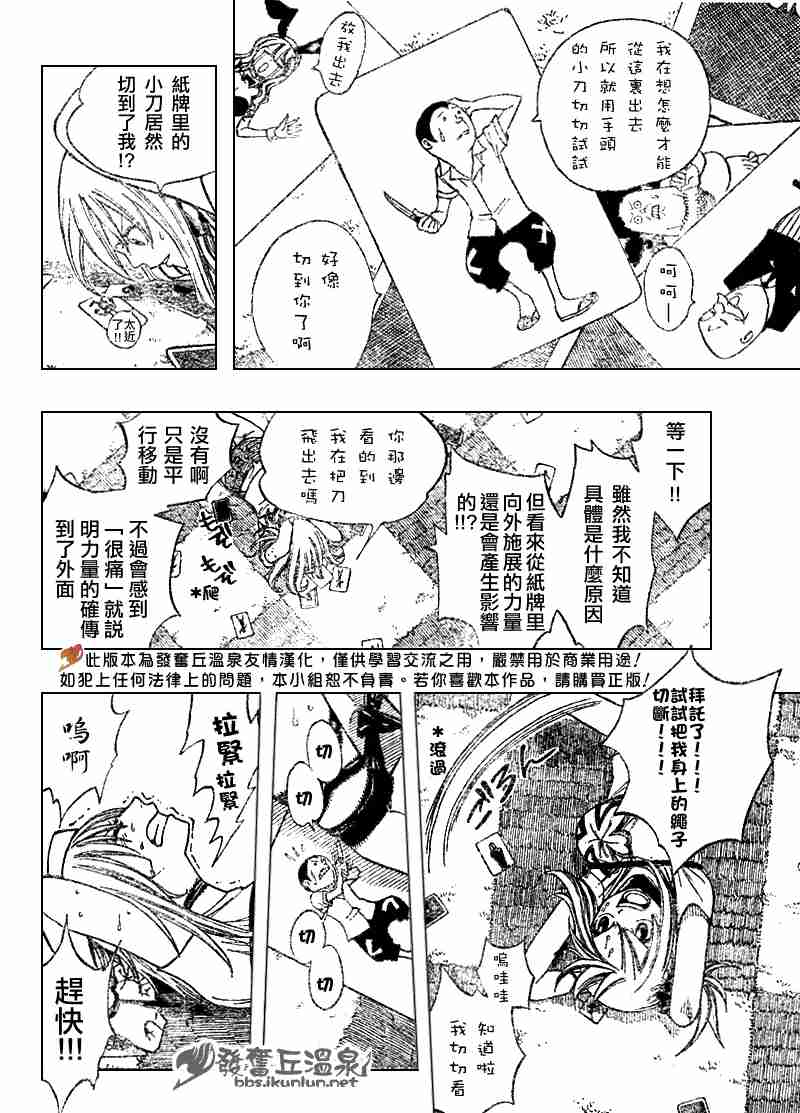 我在想怎麼才能
從這裏出去
所以就用手頭
的小刀切切試試
放我出去
呵呵—
好像
切到你了啊
紙牌里的
小刀居然
切到了我!?
太近
了!!
等一下!!
雖然我不知道
具體是什麼原因
但看來從紙牌里
向外施展的力量
還是會產生影響
的!!?
你那邊
看的到
我在把刀
飛出去嗎
沒有啊
只是平
行移動
不過會感到
「很痛」就說
明力量的確傳
到了外面
もぞ
もぞ
*爬
此版本為發奮丘溫泉友情漢化，僅供學習交流之用，嚴禁用於商業用途!
如犯上任何法律上的問題，本小組恕不負責。若你喜歡本作品，請購買正版!
拜託了!!!!
試試把我身上的繩子
切斷!!!!
ごろん
*滾過
嗚哇哇
知道啦
我切切看
切
切
切
切
拉緊
拉緊
嗚
啊
趕快!!!
發奮丘溫泉
bbs.ikunlun.net